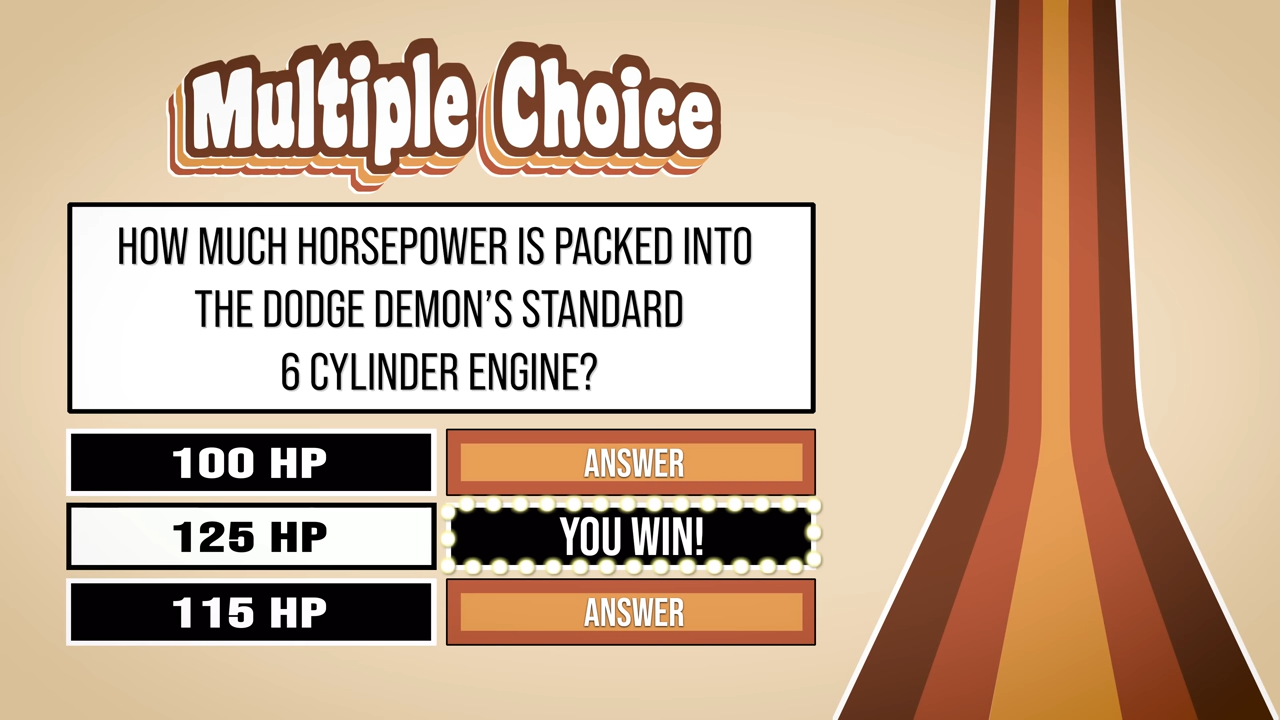 Multiple Choice
HOW MUCH HORSEPOWER IS PACKED INTO
THE DODGE DEMON'S STANDARD
6 CYLINDER ENGINE?
100 HP ANSWER
125 HP YOU WIN!
115 HP ANSWER